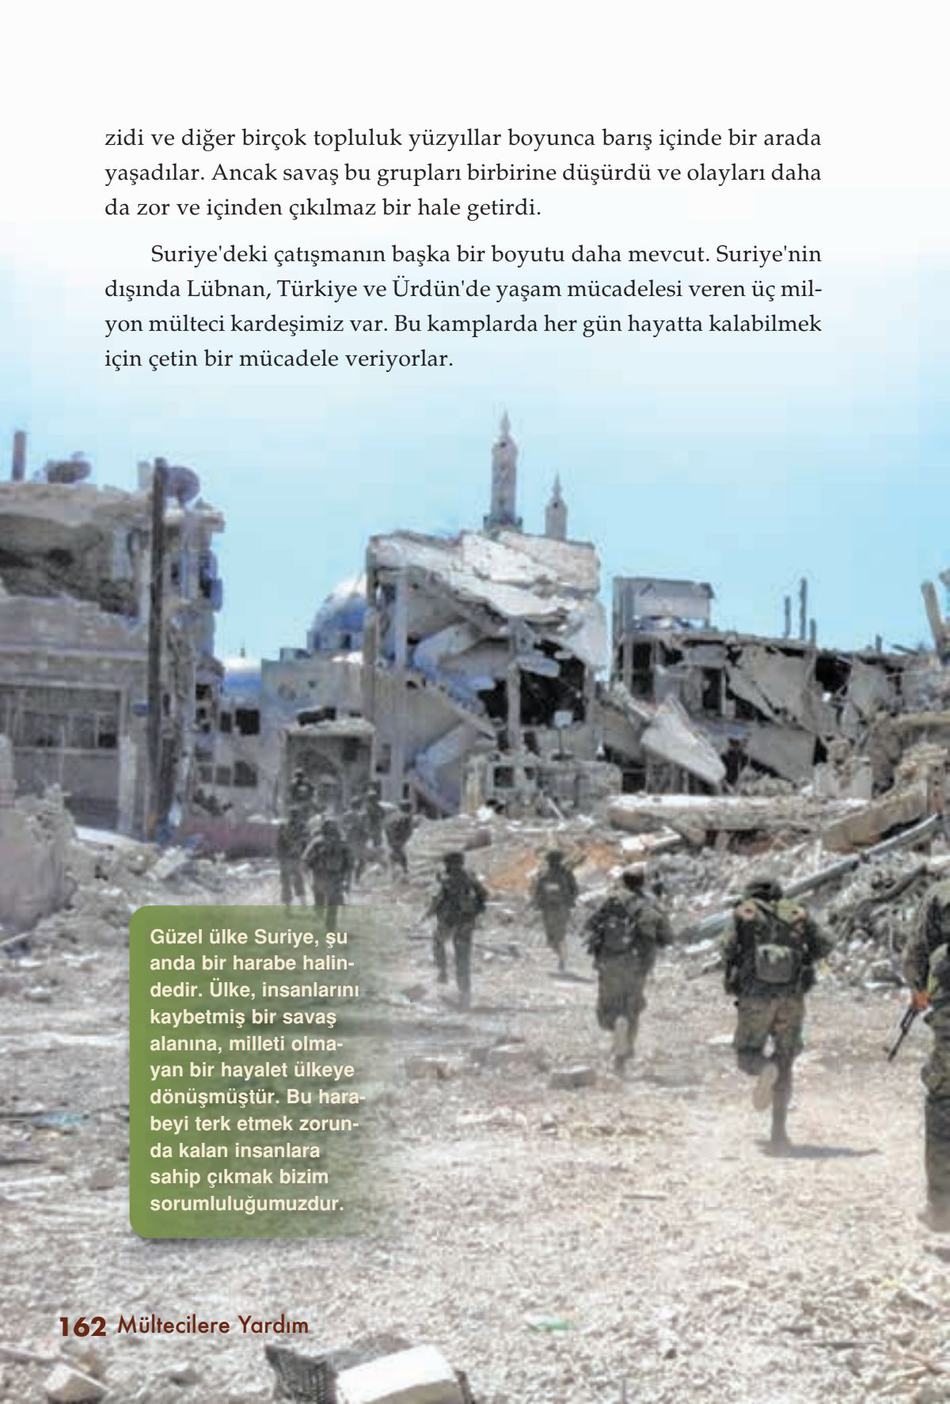 zidi ve diğer birçok topluluk yüzyıllar boyunca barış içinde bir arada
yaşadılar. Ancak savaş bu grupları birbirine düşürdü ve olayları daha
da zor ve içinden çıkılmaz bir hale getirdi.
Suriye'deki çatışmanın başka bir boyutu daha mevcut. Suriye'nin
dışında Lübnan, Türkiye ve Ürdün'de yaşam mücadelesi veren üç mil-
yon mülteci kardeşimiz var. Bu kamplarda her gün hayatta kalabilmek
için çetin bir mücadele veriyorlar.
Güzel ülke Suriye, şu
anda bir harabe halin-
dedir. Ülke, insanlarını
kaybetmiş bir savaş
alanına, milleti olma-
yan bir hayalet ülkeye
dönüşmüştür. Bu hara-
beyi terk etmek zorun-
da kalan insanlara
sahip çıkmak bizim
sorumluluğumuzdur.
162 Mültecilere Yardım